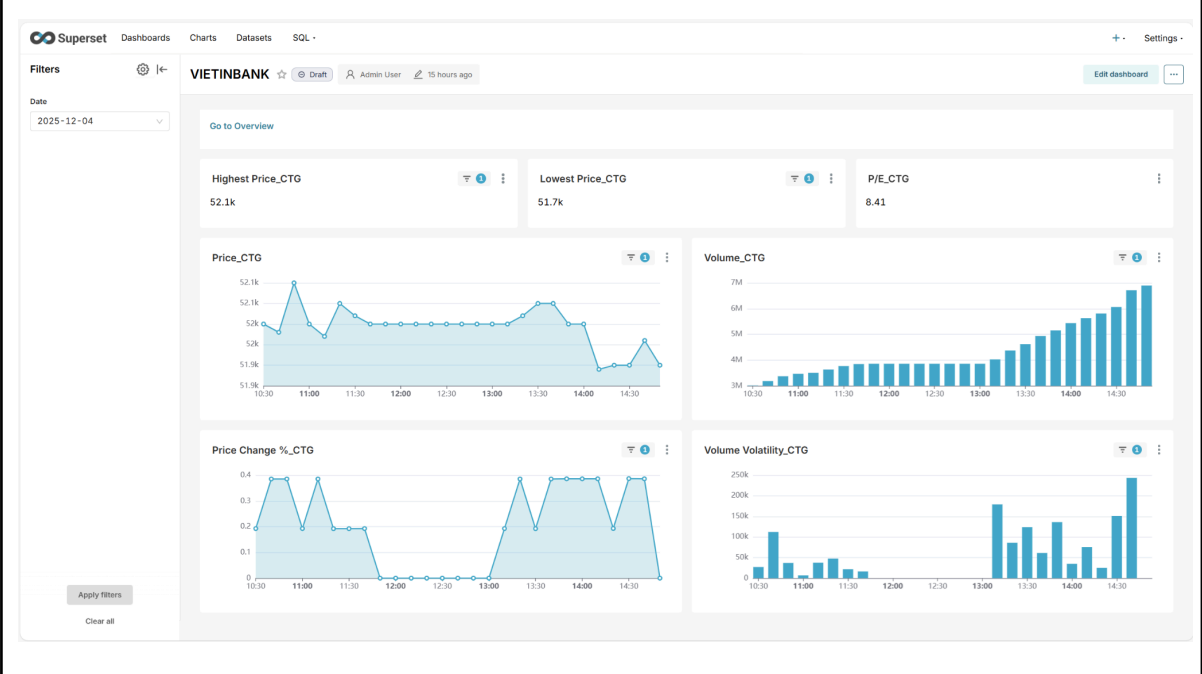 Superset Dashboards Charts Datasets SQL
+ Settings
Filters
Date
2025-12-04
Apply filters
Clear all
VIETINBANK Draft Admin User 15 hours ago
Edit dashboard ...
Go to Overview
Highest Price_CTG 1
52.1k
Lowest Price_CTG 1
51.7k
P/E_CTG
8.41
Price_CTG 1
52.1k
52.1k
52k
52k
51.9k
51.9k
10:30 11:00 11:30 12:00 12:30 13:00 13:30 14:00 14:30
Volume_CTG 1
7M
6M
5M
4M
3M
10:30 11:00 11:30 12:00 12:30 13:00 13:30 14:00 14:30
Price Change %_CTG 1
0.4
0.3
0.2
0.1
0
10:30 11:00 11:30 12:00 12:30 13:00 13:30 14:00 14:30
Volume Volatility_CTG 1
250k
200k
150k
100k
50k
0
10:30 11:00 11:30 12:00 12:30 13:00 13:30 14:00 14:30